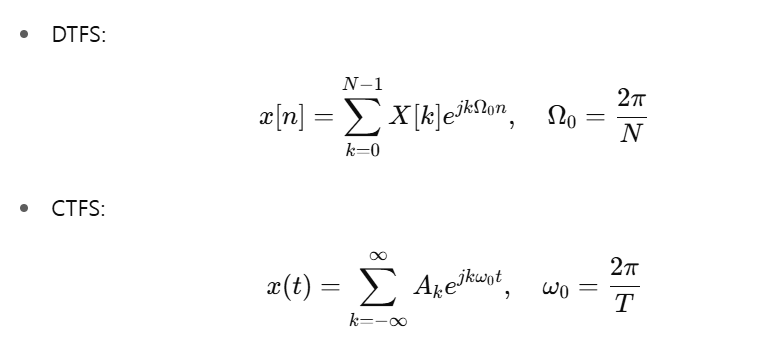 • DTFS:
x[n] = \sum_{k=0}^{N-1} X[k]e^{jk\Omega_0 n}, \quad \Omega_0 = \frac{2\pi}{N}
• CTFS:
x(t) = \sum_{k=-\infty}^{\infty} A_k e^{jk\omega_0 t}, \quad \omega_0 = \frac{2\pi}{T}